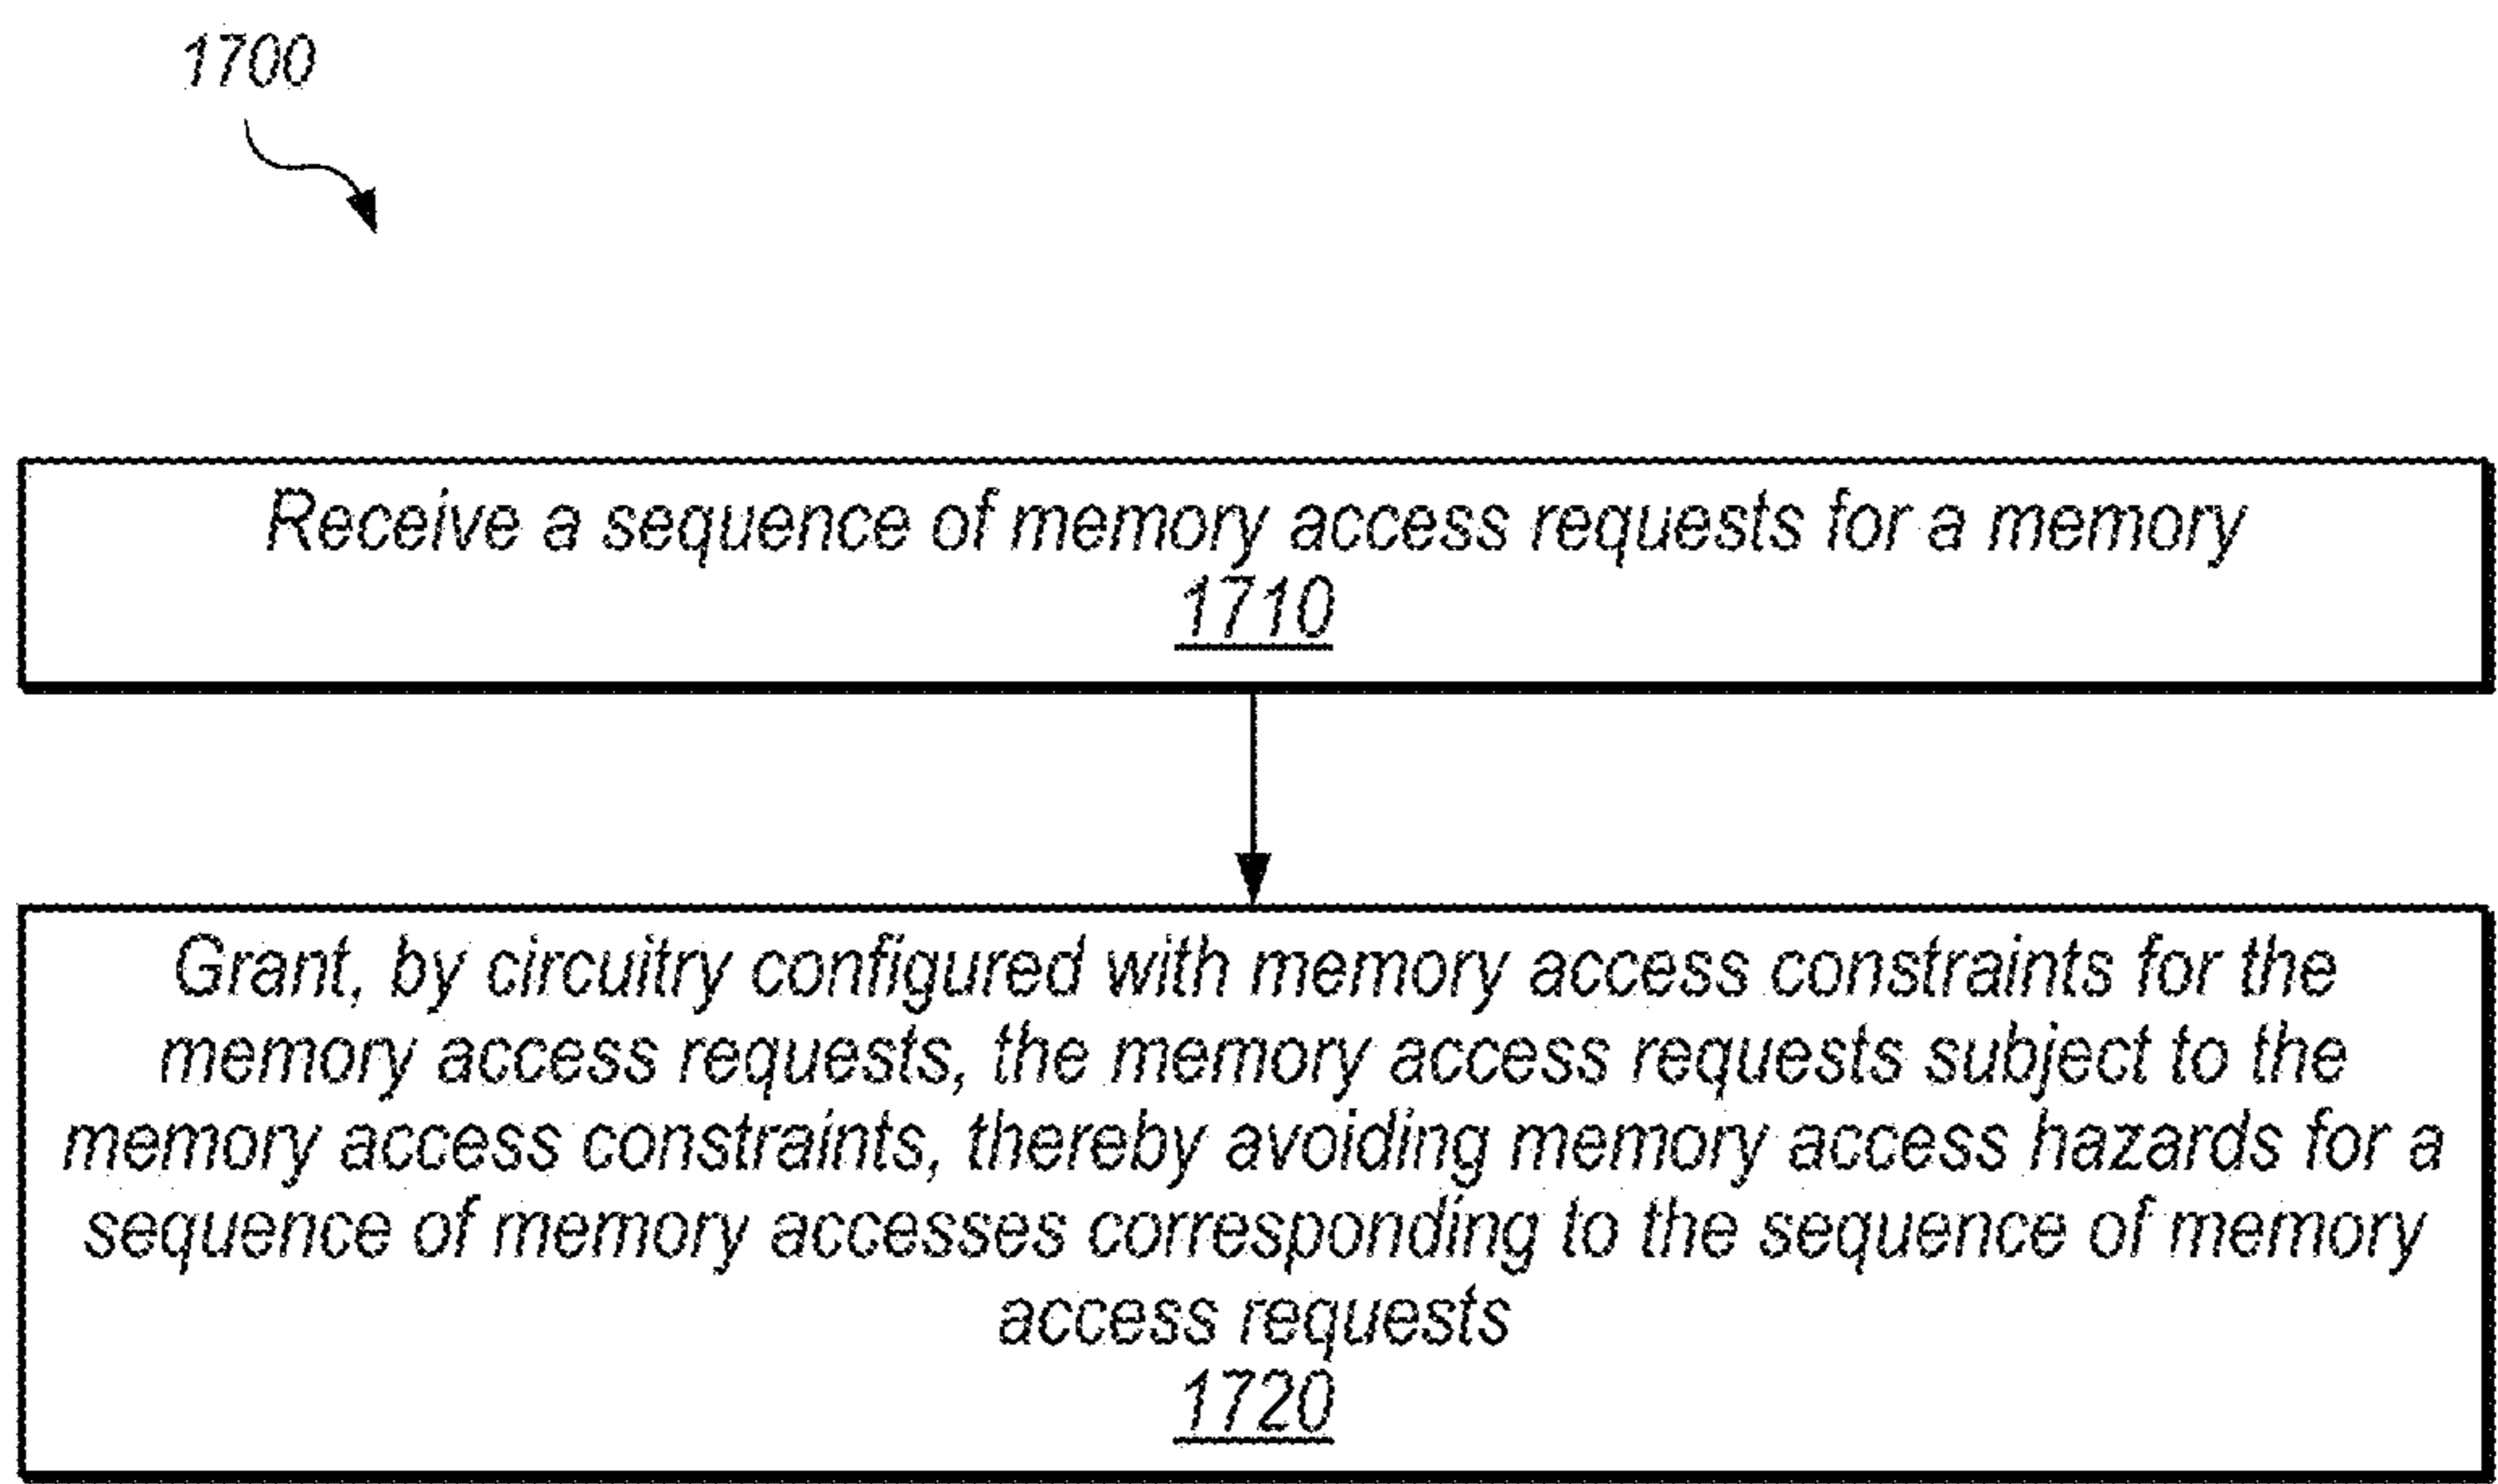 1700
Receive a sequence of memory access requests for a memory
1710
Grant, by circuitry configured with memory access constraints for the
memory access requests, the memory access requests subject to the
memory access constraints, thereby avoiding memory access hazards for a
sequence of memory accesses corresponding to the sequence of memory
access requests
1720